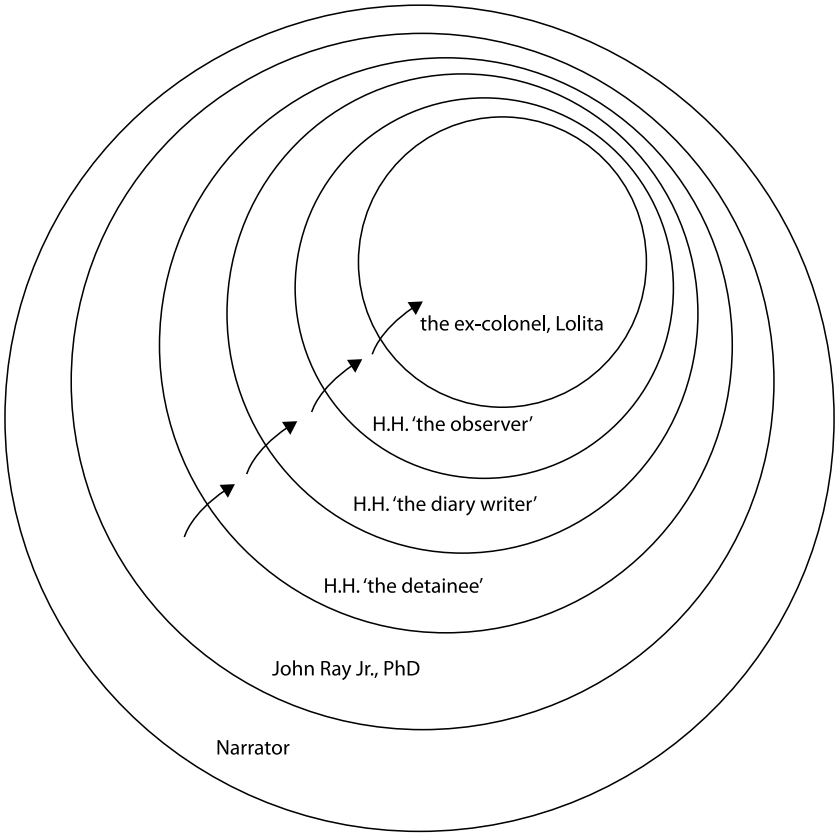 the ex-colonel, Lolita
H.H. ‘the observer’
H.H. ‘the diary writer’
H.H. ‘the detainee’
John Ray Jr., PhD
Narrator